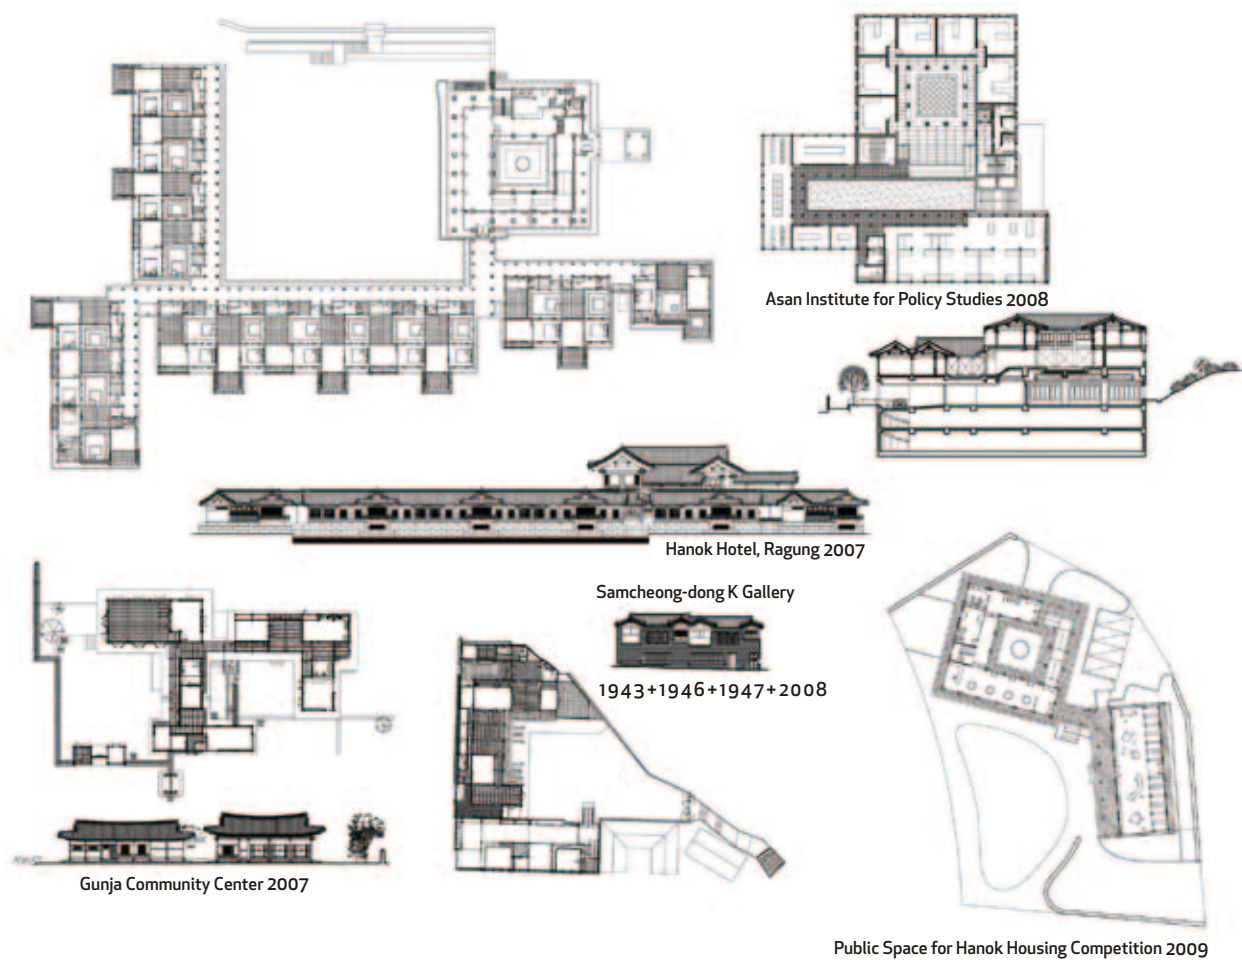 Asan Institute for Policy Studies 2008
Hanok Hotel, Ragung 2007
Samcheong-dong K Gallery
1943+1946+1947+2008
Gunja Community Center 2007
Public Space for Hanok Housing Competition 2009